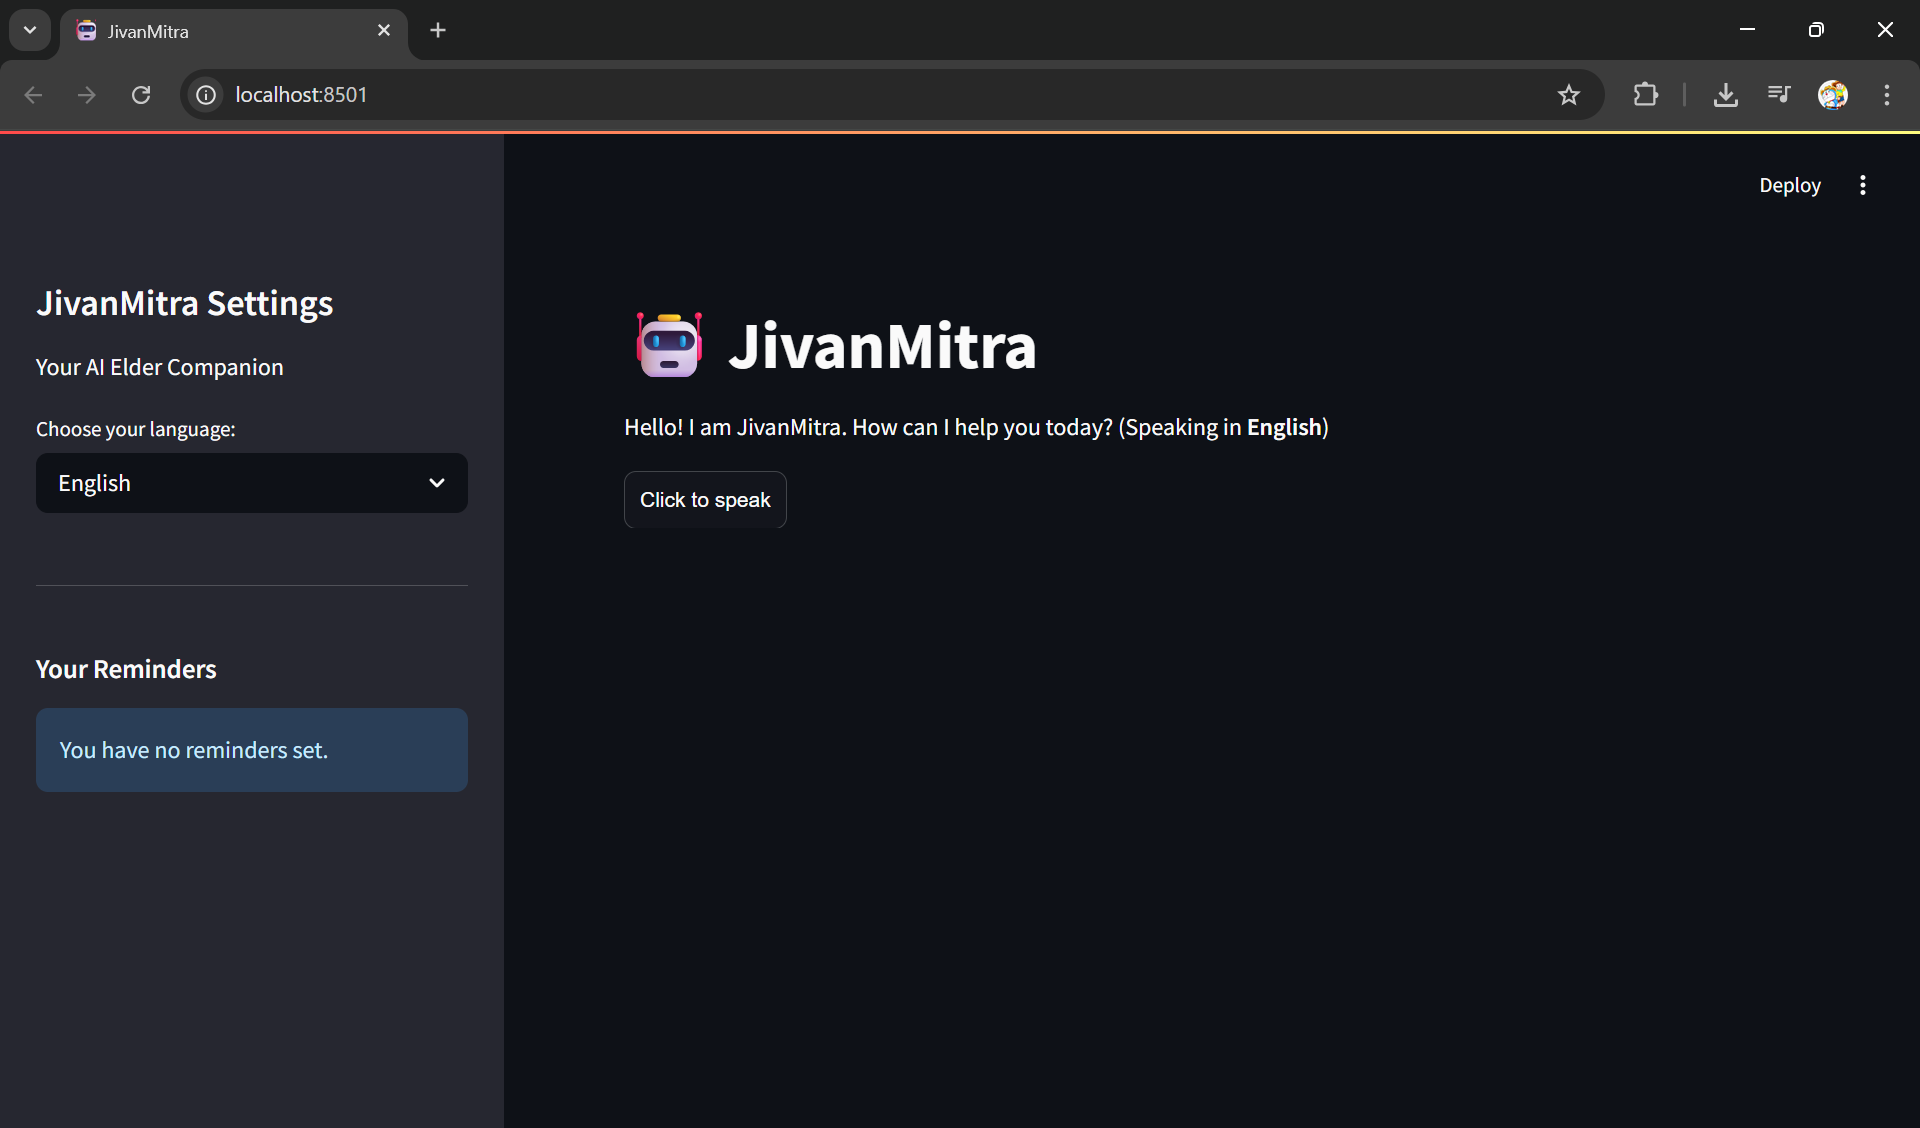 JivanMitra
localhost:8501
Deploy
JivanMitra Settings
Your AI Elder Companion
Choose your language:
English
Your Reminders
You have no reminders set.
JivanMitra
Hello! I am JivanMitra. How can I help you today? (Speaking in English)
Click to speak